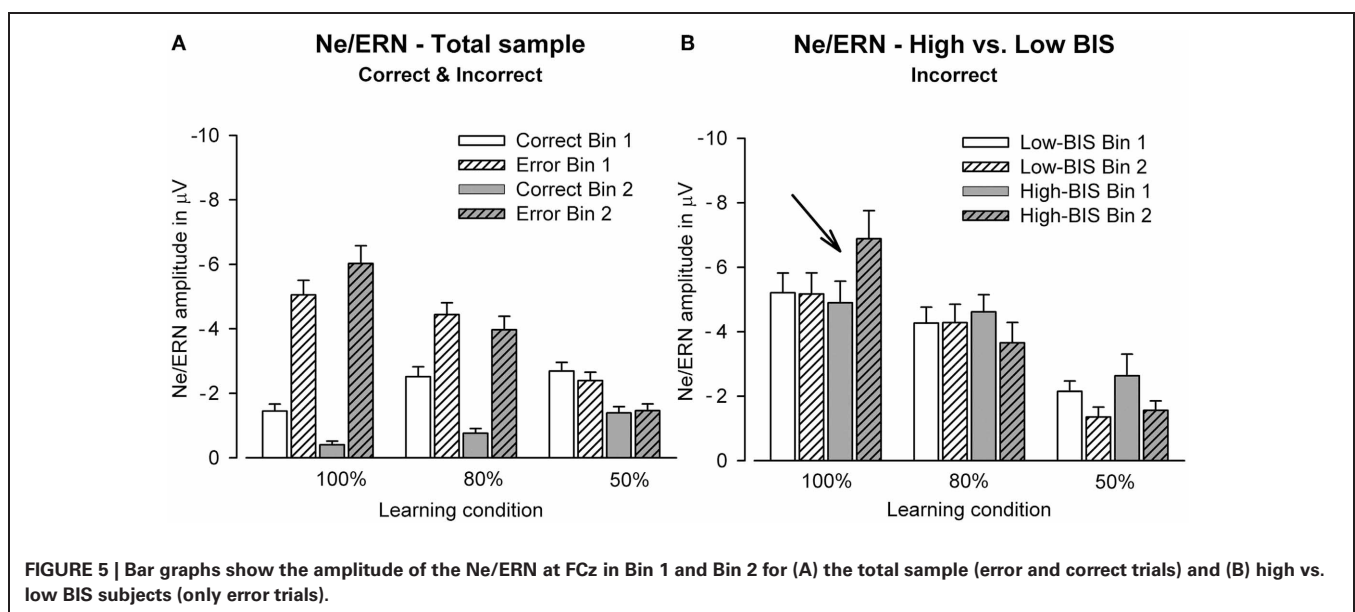 A
Ne/ERN - Total sample
Correct & Incorrect
Correct Bin 1
Error Bin 1
Correct Bin 2
Error Bin 2
Ne/ERN amplitude in µV
-10
-8
-6
-4
-2
0
100%
80%
50%
Learning condition
B
Ne/ERN - High vs. Low BIS
Incorrect
Low-BIS Bin 1
Low-BIS Bin 2
High-BIS Bin 1
High-BIS Bin 2
Ne/ERN amplitude in µV
-10
-8
-6
-4
-2
0
100%
80%
50%
Learning condition
FIGURE 5 | Bar graphs show the amplitude of the Ne/ERN at FCz in Bin 1 and Bin 2 for (A) the total sample (error and correct trials) and (B) high vs.
low BIS subjects (only error trials).